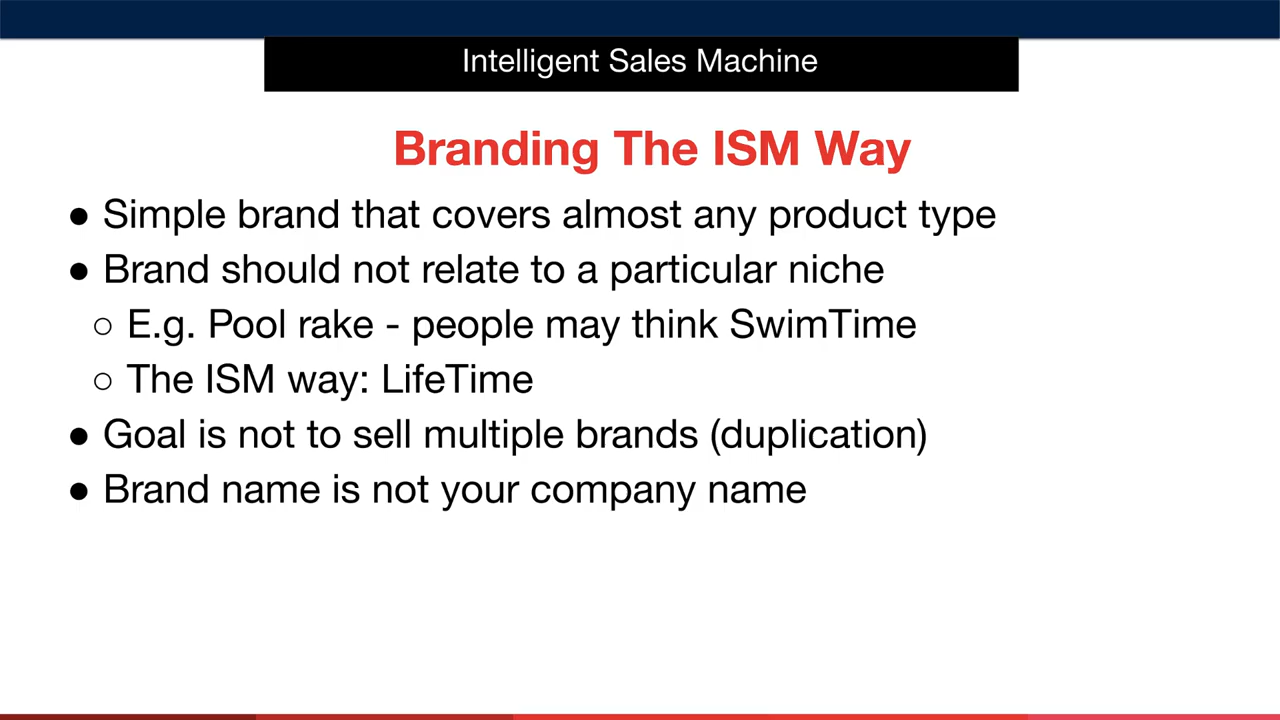 Intelligent Sales Machine
Branding The ISM Way
● Simple brand that covers almost any product type
● Brand should not relate to a particular niche
○ E.g. Pool rake - people may think SwimTime
○ The ISM way: LifeTime
● Goal is not to sell multiple brands (duplication)
● Brand name is not your company name